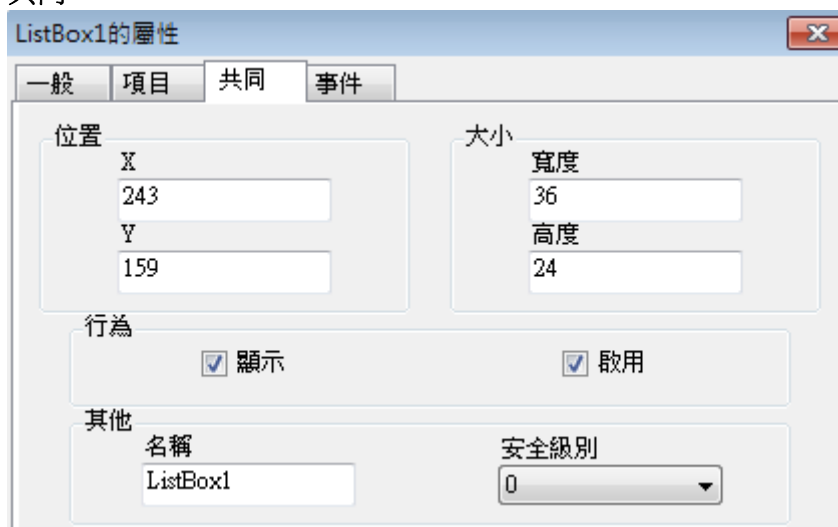 ListBox1的屬性
一般 項目 共同 事件
位置 大小
X 寬度
243 36
Y 高度
159 24
行為
顯示 啟用
其他
名稱 安全級別
ListBox1 0